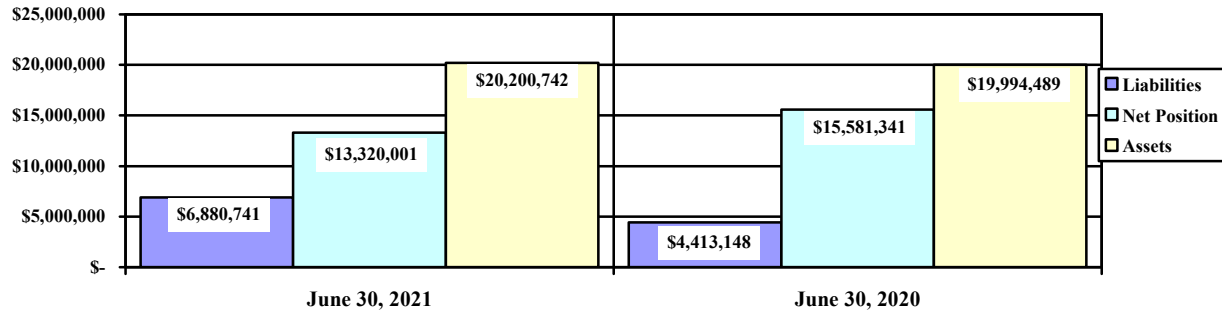 $25,000,000
$20,000,000
$15,000,000
$10,000,000
$5,000,000
$-
$6,880,741
$13,320,001
$20,200,742
$4,413,148
$15,581,341
$19,994,489
June 30, 2021
June 30, 2020
Liabilities
Net Position
Assets